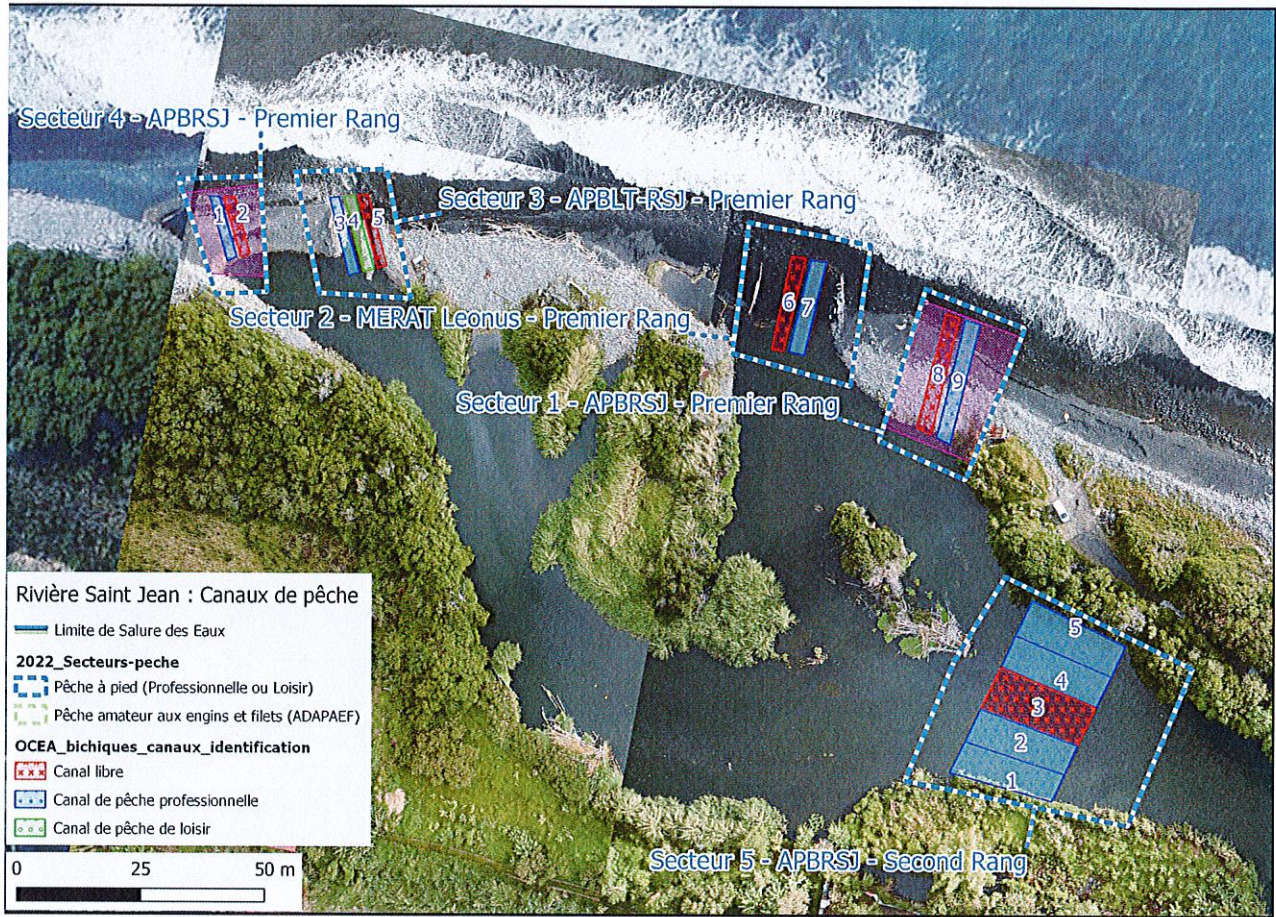 Secteur 4 - APBRSJ - Premier Rang
Secteur 3 - APBLT-RSJ - Premier Rang
1
2
3
4
5
Secteur 2 - MERAT Leonus - Premier Rang
6
7
8
9
Secteur 1 - APBRSJ - Premier Rang
5
4
3
2
1
Secteur 5 - APBRSJ - Second Rang
Rivière Saint Jean : Canaux de pêche
Limite de Salure des Eaux
2022_Secteurs-peche
Pêche à pied (Professionnelle ou Loisir)
Pêche amateur aux engins et filets (ADAPAEF)
OCEA_bichiques_canaux_identification
Canal libre
Canal de pêche professionnelle
Canal de pêche de loisir
0 25 50 m